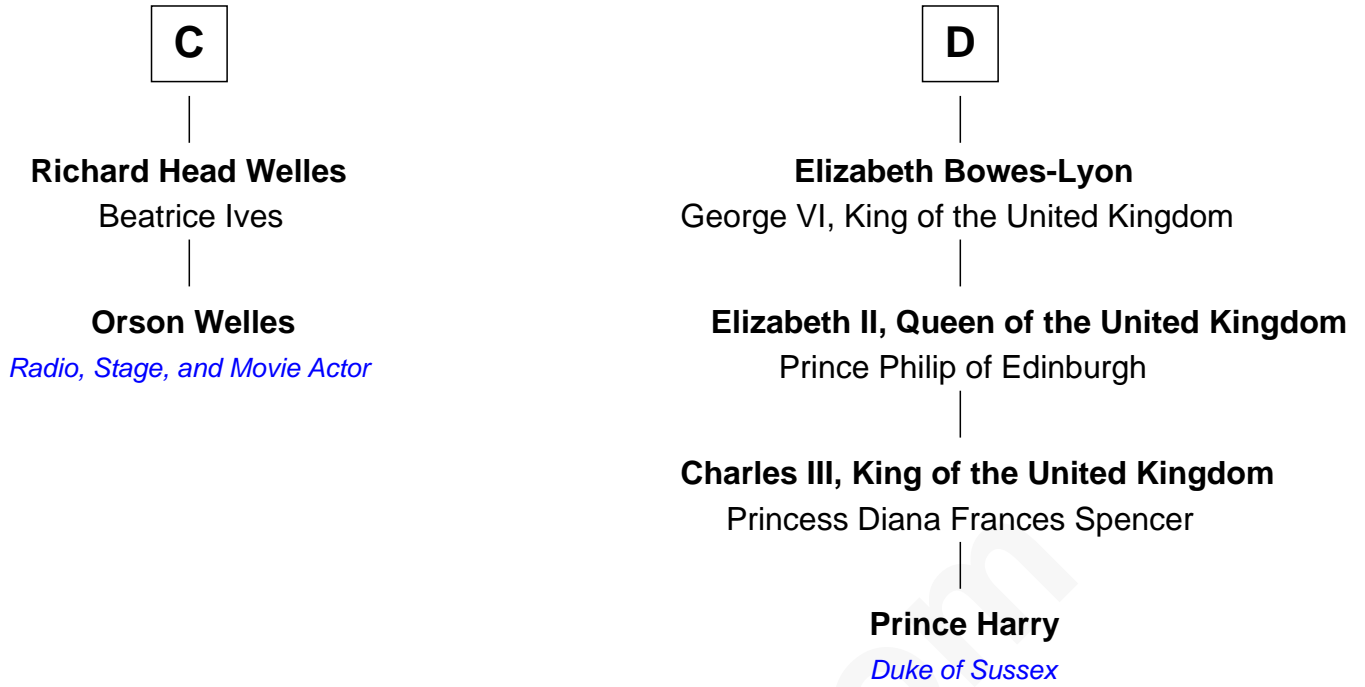 C
Richard Head Welles
Beatrice Ives
Orson Welles
Radio, Stage, and Movie Actor
D
Elizabeth Bowes-Lyon
George VI, King of the United Kingdom
Elizabeth II, Queen of the United Kingdom
Prince Philip of Edinburgh
Charles III, King of the United Kingdom
Princess Diana Frances Spencer
Prince Harry
Duke of Sussex